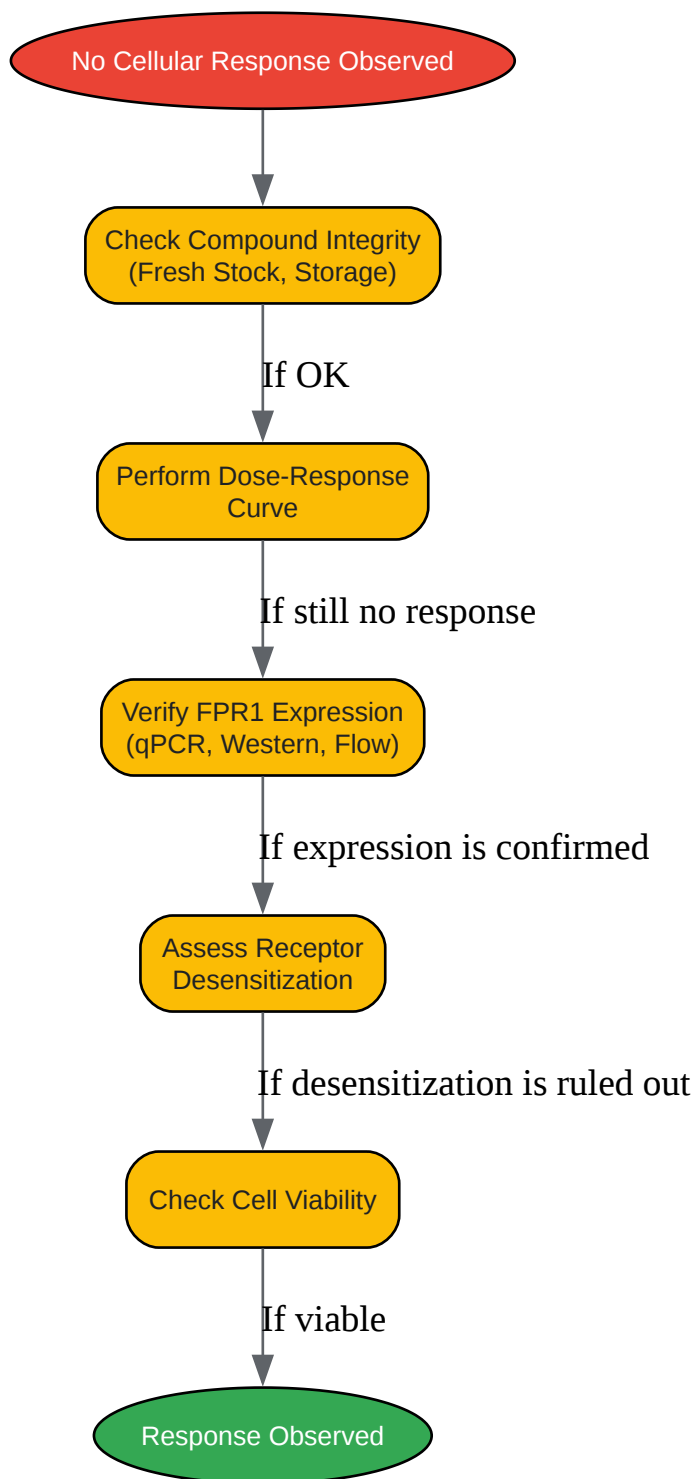 No Cellular Response Observed
Check Compound Integrity
(Fresh Stock, Storage)
If OK
Perform Dose-Response
Curve
If still no response
Verify FPR1 Expression
(qPCR, Western, Flow)
If expression is confirmed
Assess Receptor
Desensitization
If desensitization is ruled out
Check Cell Viability
If viable
Response Observed